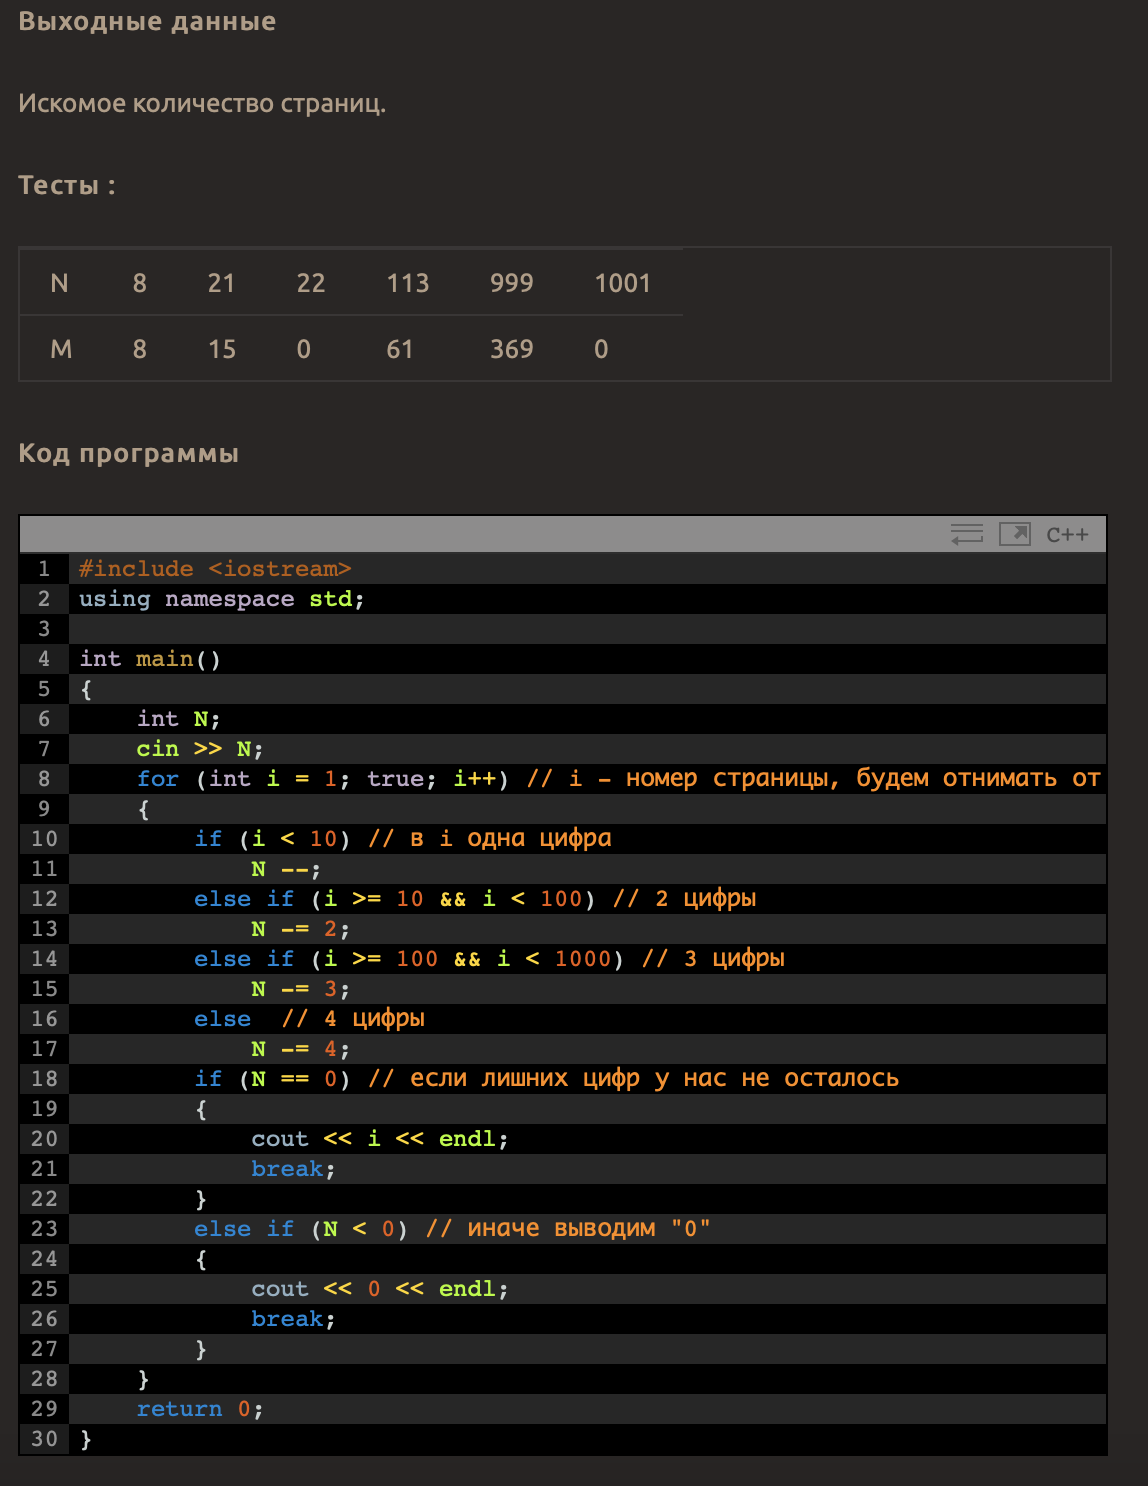 Выходные данные
Искомое количество страниц.
Тесты :
N 8 21 22 113 999 1001
M 8 15 0 61 369 0
Код программы
C++
1 #include <iostream>
2 using namespace std;
3
4 int main()
5 {
6 int N;
7 cin >> N;
8 for (int i = 1; true; i++) // i – номер страницы, будем отнимать от
9 {
10 if (i < 10) // в i одна цифра
11 N --;
12 else if (i >= 10 && i < 100) // 2 цифры
13 N -= 2;
14 else if (i >= 100 && i < 1000) // 3 цифры
15 N -= 3;
16 else // 4 цифры
17 N -= 4;
18 if (N == 0) // если лишних цифр у нас не осталось
19 {
20 cout << i << endl;
21 break;
22 }
23 else if (N < 0) // иначе выводим "0"
24 {
25 cout << 0 << endl;
26 break;
27 }
28 }
29 return 0;
30 }